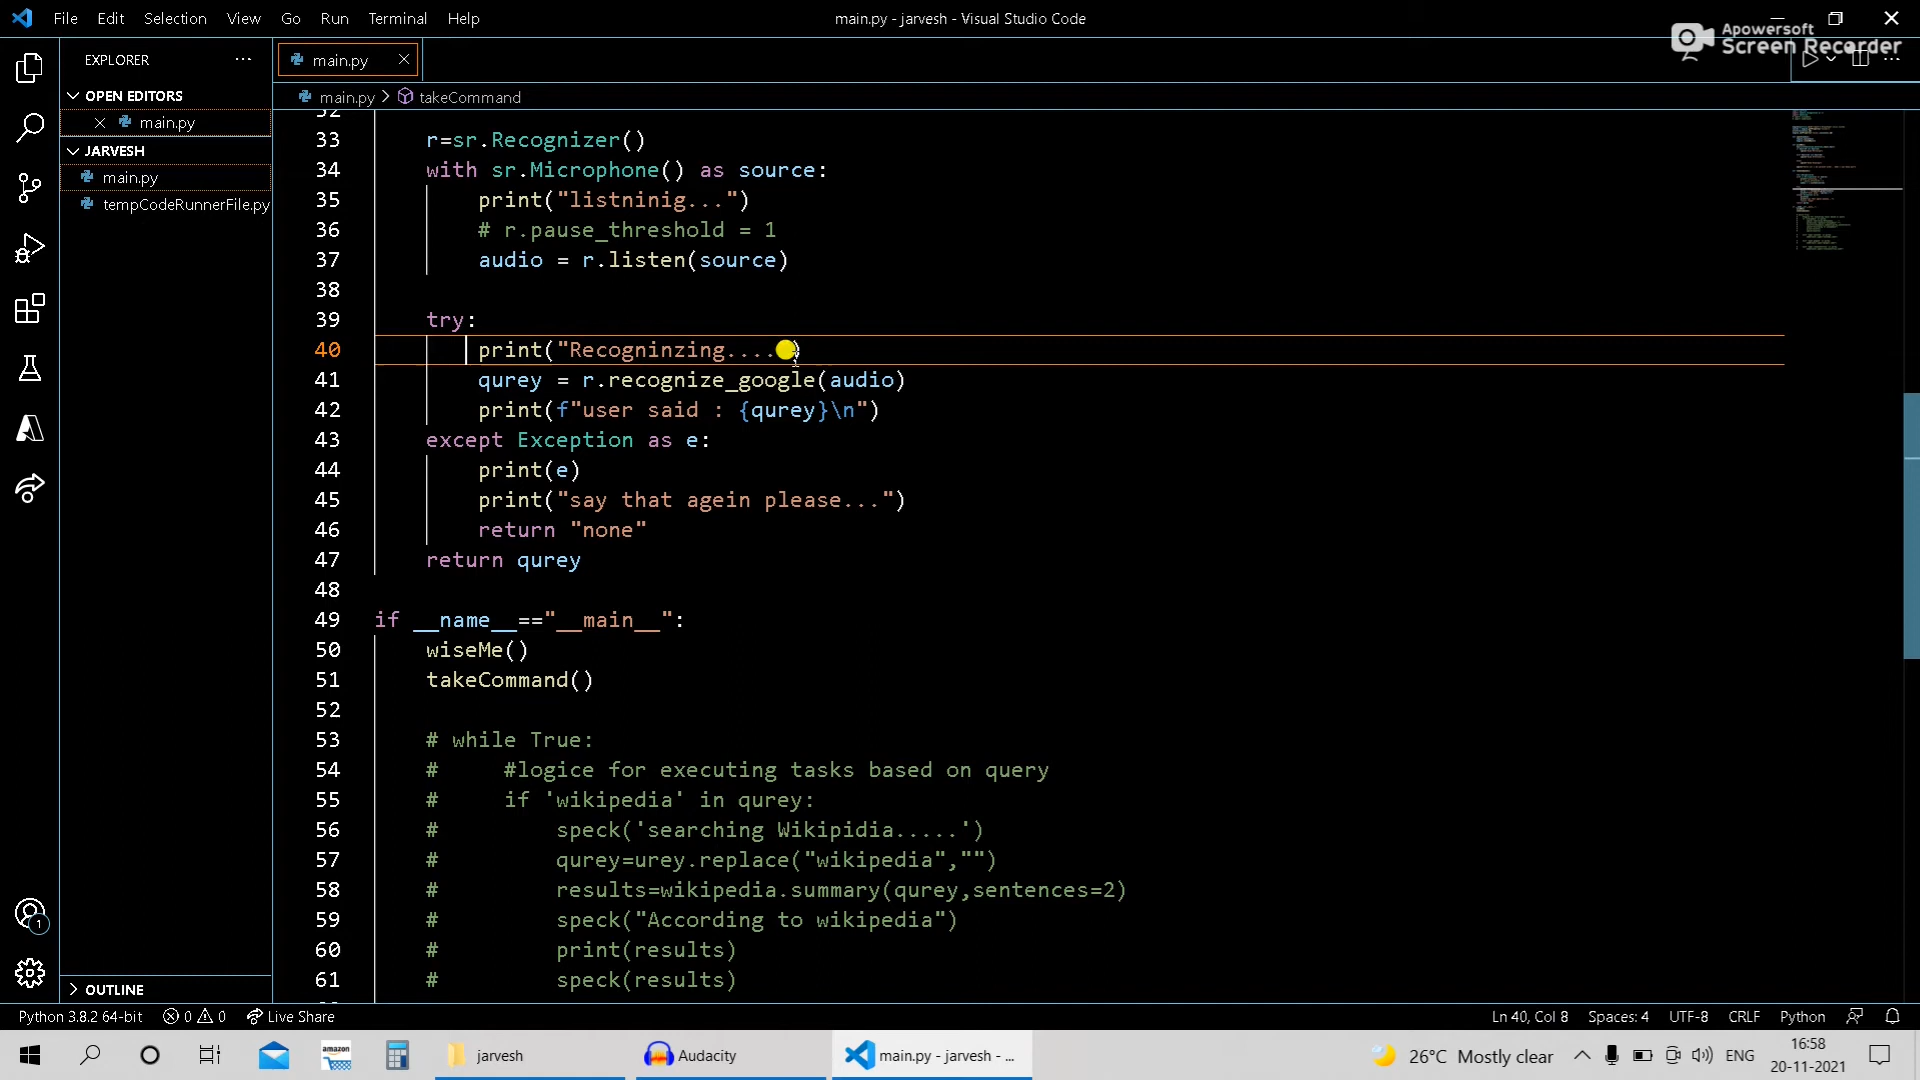 File Edit Selection View Go Run Terminal Help
main.py - jarvesh - Visual Studio Code
Apowersoft
Screen Recorder
EXPLORER
main.py
OPEN EDITORS
main.py > takeCommand
main.py
JARVESH
main.py
tempCodeRunnerFile.py
32
33 r=sr.Recognizer()
34 with sr.Microphone() as source:
35 print("listninig...")
36 # r.pause_threshold = 1
37 audio = r.listen(source)
38
39 try:
40 print("Recogninzing....
41 qurey = r.recognize_google(audio)
42 print(f"user said : {qurey}\n")
43 except Exception as e:
44 print(e)
45 print("say that agein please...")
46 return "none"
47 return qurey
48
49 if __name__=="__main__":
50 wiseMe()
51 takeCommand()
52
53 # while True:
54 # #logice for executing tasks based on query
55 # if 'wikipedia' in qurey:
56 # speck('searching Wikipidia.....')
57 # qurey=urey.replace("wikipedia","")
58 # results=wikipedia.summary(qurey,sentences=2)
59 # speck("According to wikipedia")
60 # print(results)
61 # speck(results)
1
OUTLINE
Python 3.8.2 64-bit 0 0 Live Share Ln 40, Col 8 Spaces: 4 UTF-8 CRLF Python
amazon
jarvesh
Audacity
main.py - jarvesh - ...
26°C Mostly clear
ENG
16:58
20-11-2021